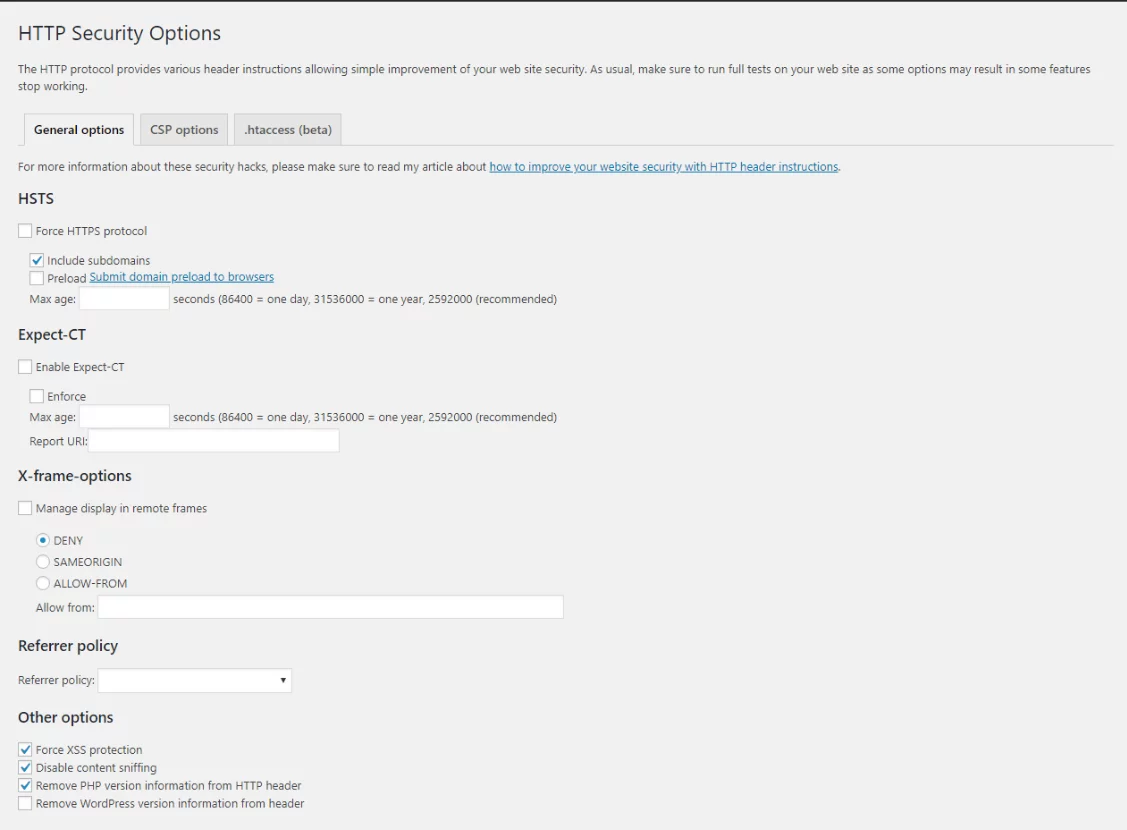 HTTP Security Options
The HTTP protocol provides various header instructions allowing simple improvement of your web site security. As usual, make sure to run full tests on your web site as some options may result in some features
stop working.
General options CSP options .htaccess (beta)
For more information about these security hacks, please make sure to read my article about how to improve your website security with HTTP header instructions.
HSTS
Force HTTPS protocol
Include subdomains
Preload Submit domain preload to browsers
Max age: seconds (86400 = one day, 31536000 = one year, 2592000 (recommended)
Expect-CT
Enable Expect-CT
Enforce
Max age: seconds (86400 = one day, 31536000 = one year, 2592000 (recommended)
Report URI:
X-frame-options
Manage display in remote frames
DENY
SAMEORIGIN
ALLOW-FROM
Allow from:
Referrer policy
Referrer policy:
Other options
Force XSS protection
Disable content sniffing
Remove PHP version information from HTTP header
Remove WordPress version information from header